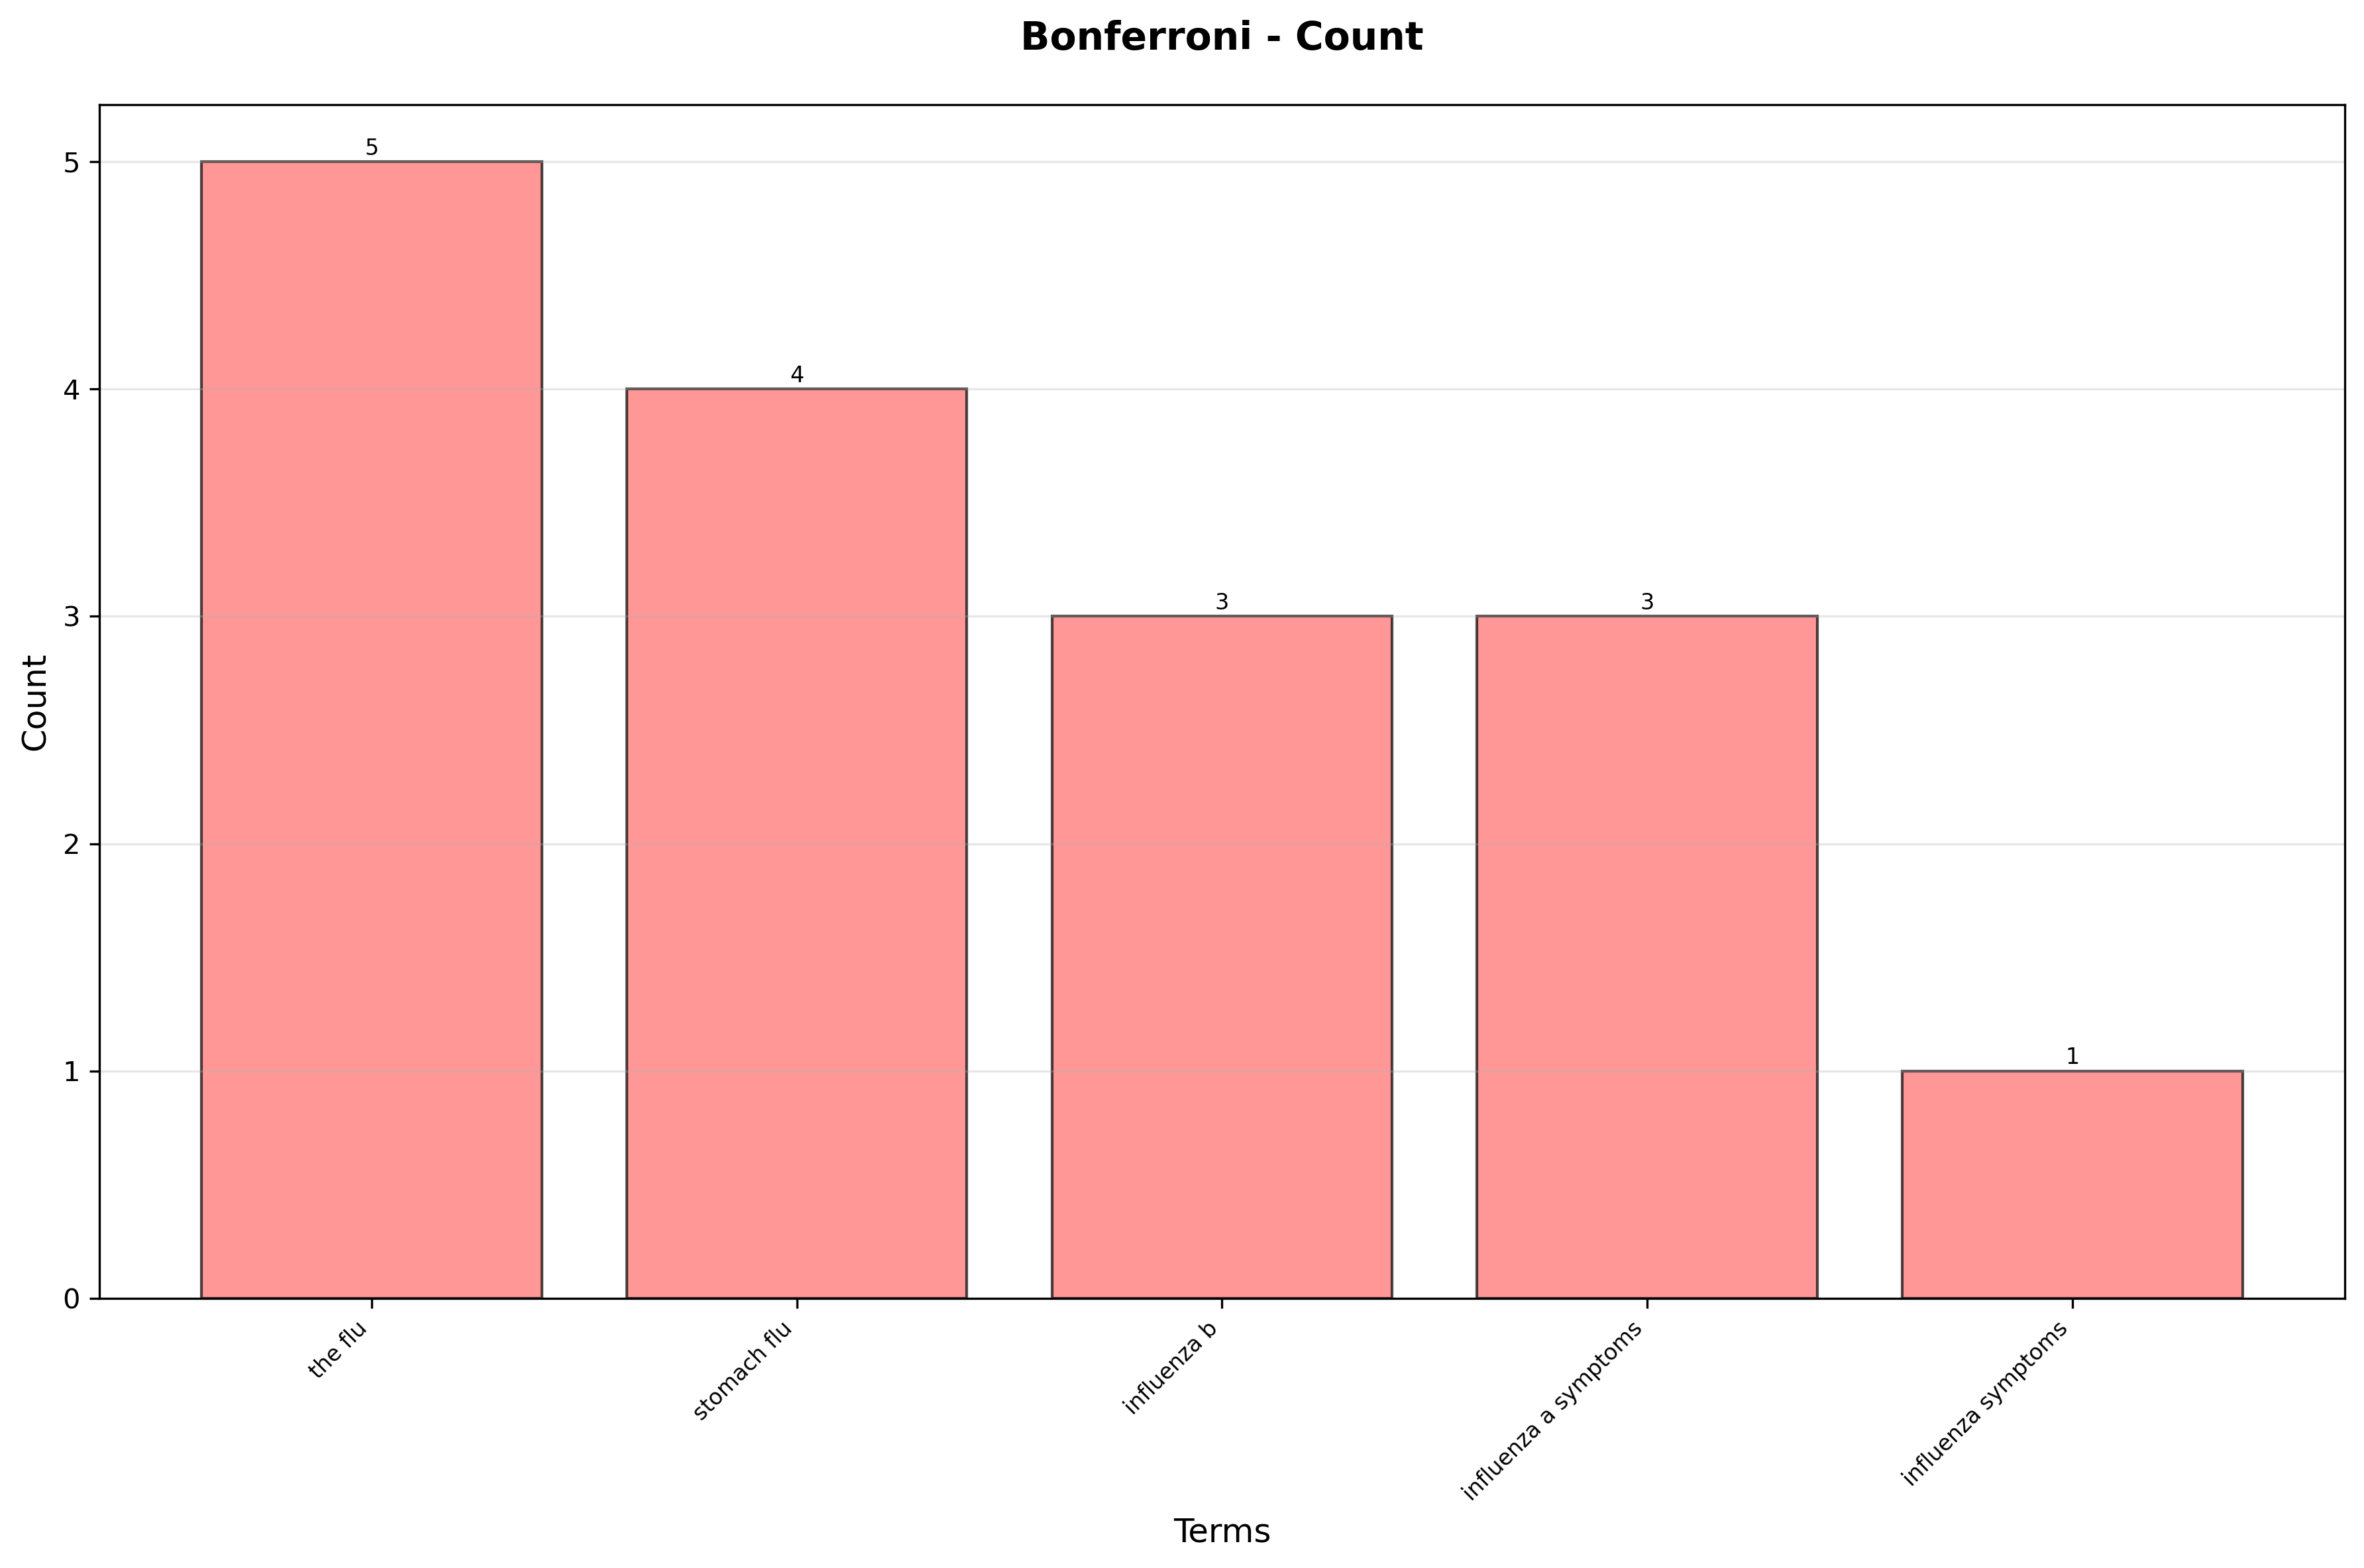 Bonferroni - Count
5
4
3
3
1
5
4
3
2
1
0
Count
the flu
stomach flu
influenza b
influenza a symptoms
influenza symptoms
Terms